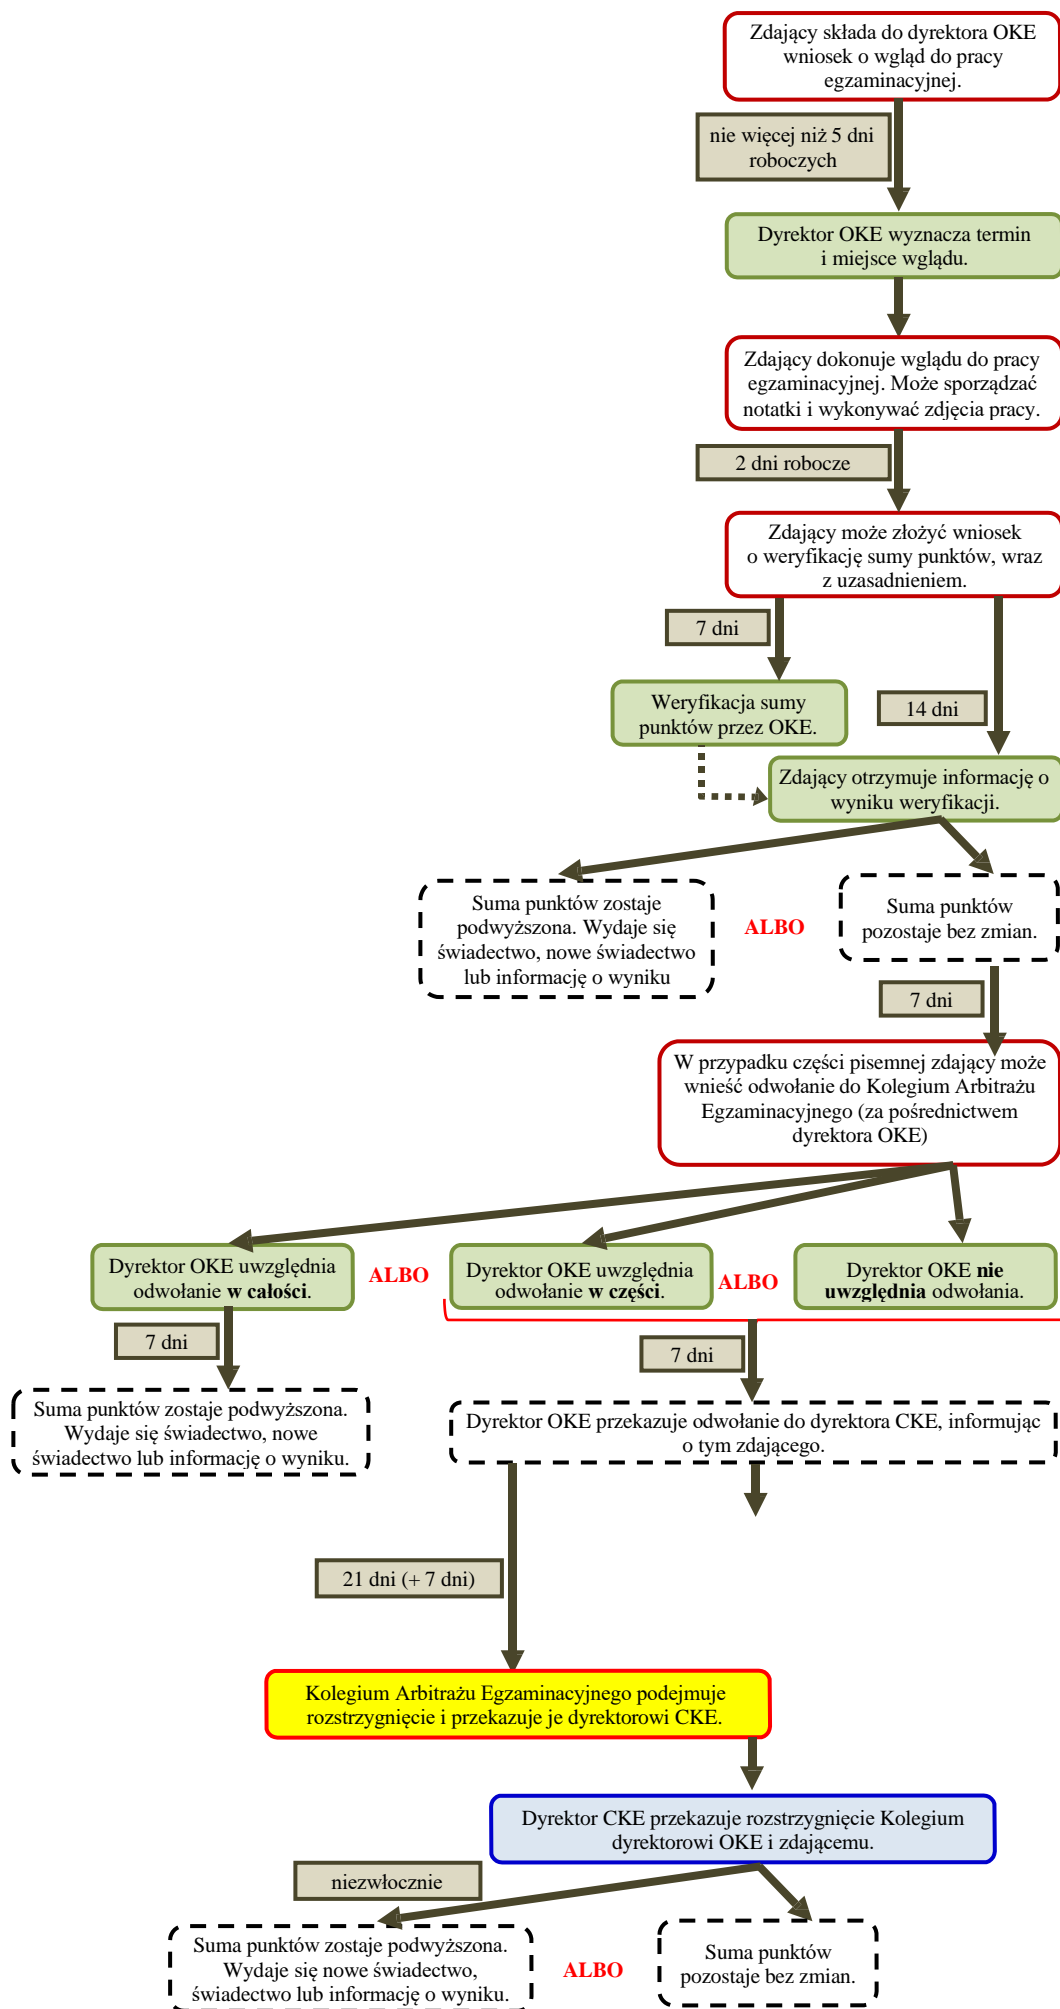 Zdający składa do dyrektora OKE
wniosek o wgląd do pracy
egzaminacyjnej.
nie więcej niż 5 dni
roboczych
Dyrektor OKE wyznacza termin
i miejsce wglądu.
Zdający dokonuje wglądu do pracy
egzaminacyjnej. Może sporządzać
notatki i wykonywać zdjęcia pracy.
2 dni robocze
Zdający może złożyć wniosek
o weryfikację sumy punktów, wraz
z uzasadnieniem.
7 dni
Weryfikacja sumy
punktów przez OKE.
14 dni
Zdający otrzymuje informację o
wyniku weryfikacji.
Suma punktów zostaje
podwyższona. Wydaje się
świadectwo, nowe świadectwo
lub informację o wyniku
ALBO
Suma punktów
pozostaje bez zmian.
7 dni
W przypadku części pisemnej zdający może
wnieść odwołanie do Kolegium Arbitrażu
Egzaminacyjnego (za pośrednictwem
dyrektora OKE)
Dyrektor OKE uwzględnia
odwołanie w całości.
ALBO
Dyrektor OKE uwzględnia
odwołanie w części.
ALBO
Dyrektor OKE nie
uwzględnia odwołania.
7 dni
7 dni
Suma punktów zostaje podwyższona.
Wydaje się świadectwo, nowe
świadectwo lub informację o wyniku.
Dyrektor OKE przekazuje odwołanie do dyrektora CKE, informując
o tym zdającego.
21 dni (+ 7 dni)
Kolegium Arbitrażu Egzaminacyjnego podejmuje
rozstrzygnięcie i przekazuje je dyrektorowi CKE.
Dyrektor CKE przekazuje rozstrzygnięcie Kolegium
dyrektorowi OKE i zdającemu.
niezwłocznie
Suma punktów zostaje podwyższona.
Wydaje się nowe świadectwo,
świadectwo lub informację o wyniku.
ALBO
Suma punktów
pozostaje bez zmian.